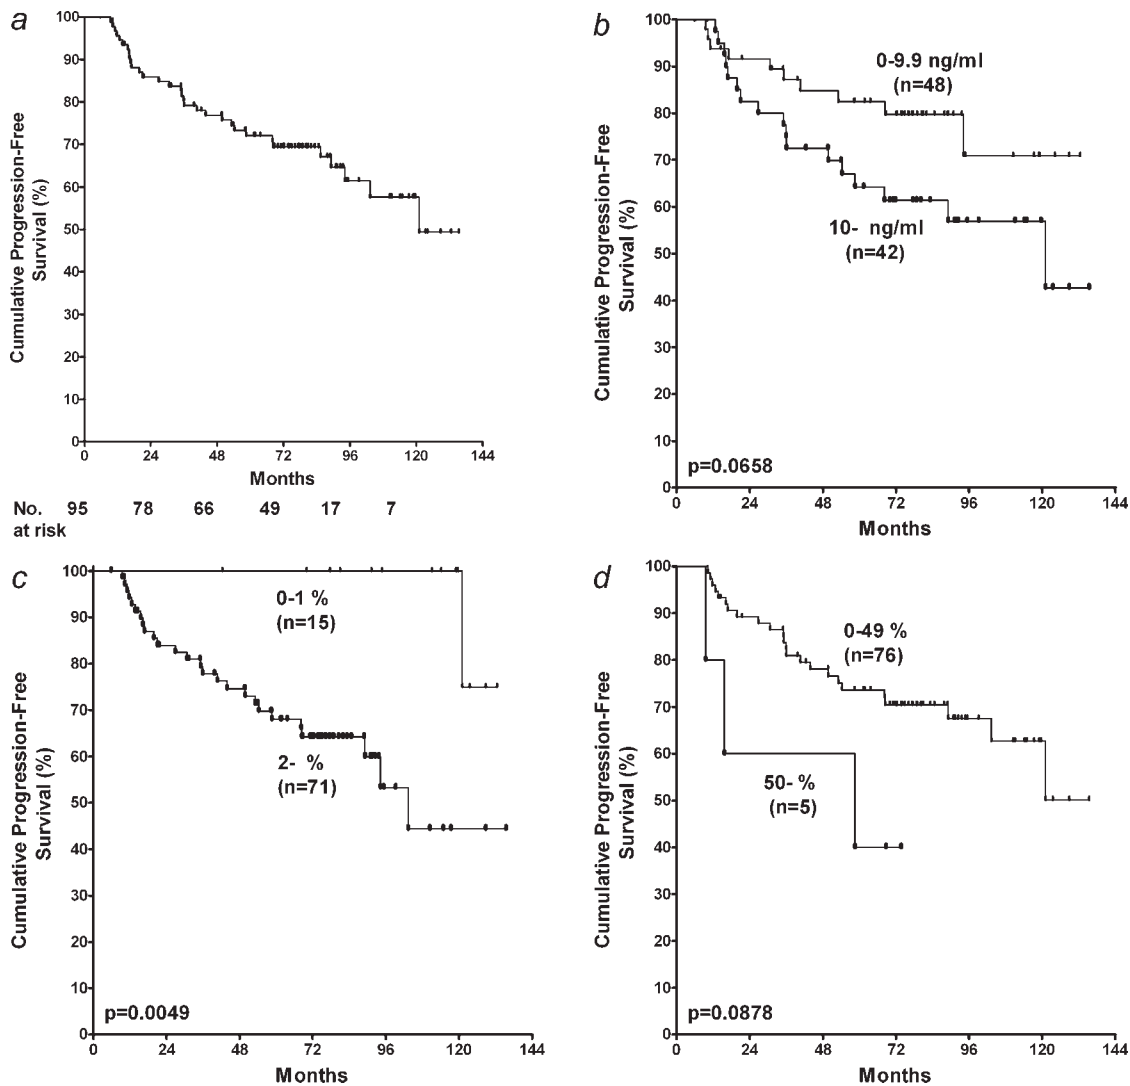 a
Cumulative Progression-Free
Survival (%)
100
90
80
70
60
50
40
30
20
10
0
0 24 48 72 96 120 144
Months
No. 95 78 66 49 17 7
at risk
b
Cumulative Progression-Free
Survival (%)
100
90
80
70
60
50
40
30
20
10
0
0-9.9 ng/ml
(n=48)
10- ng/ml
(n=42)
p=0.0658
0 24 48 72 96 120 144
Months
c
Cumulative Progression-Free
Survival (%)
100
90
80
70
60
50
40
30
20
10
0
0-1 %
(n=15)
2- %
(n=71)
p=0.0049
0 24 48 72 96 120 144
Months
d
Cumulative Progression-Free
Survival (%)
100
90
80
70
60
50
40
30
20
10
0
0-49 %
(n=76)
50- %
(n=5)
p=0.0878
0 24 48 72 96 120 144
Months